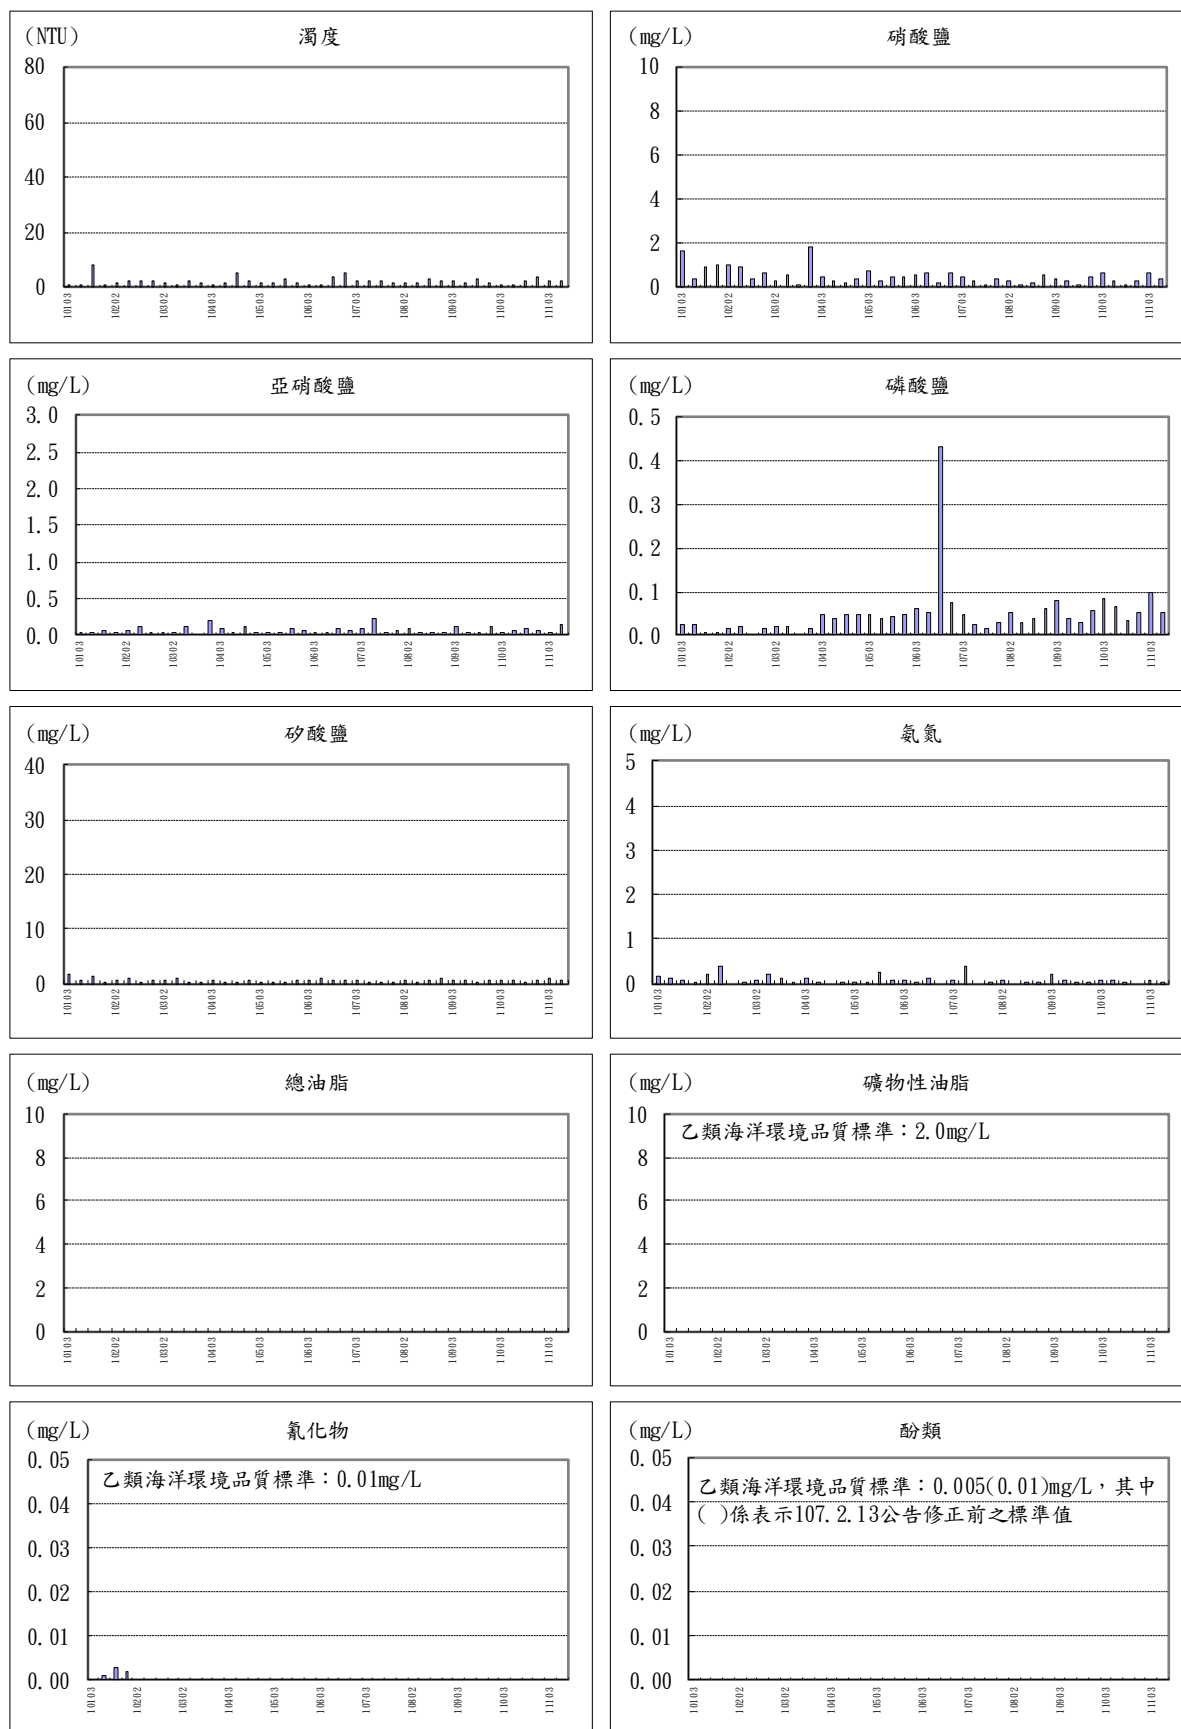 (NTU) 濁度
80
60
40
20
0
10103 10202 10302 10403 10503 10603 10703 10802 10903 11003 11103
(mg/L) 硝酸鹽
10
8
6
4
2
0
10103 10202 10302 10403 10503 10603 10703 10802 10903 11003 11103
(mg/L) 亞硝酸鹽
3.0
2.5
2.0
1.5
1.0
0.5
0.0
10103 10202 10302 10403 10503 10603 10703 10802 10903 11003 11103
(mg/L) 磷酸鹽
0.5
0.4
0.3
0.2
0.1
0.0
10103 10202 10302 10403 10503 10603 10703 10802 10903 11003 11103
(mg/L) 矽酸鹽
40
30
20
10
0
10103 10202 10302 10403 10503 10603 10703 10802 10903 11003 11103
(mg/L) 氨氮
5
4
3
2
1
0
10103 10202 10302 10403 10503 10603 10703 10802 10903 11003 11103
(mg/L) 總油脂
10
8
6
4
2
0
10103 10202 10302 10403 10503 10603 10703 10802 10903 11003 11103
(mg/L) 礦物性油脂
乙類海洋環境品質標準：2.0mg/L
10
8
6
4
2
0
10103 10202 10302 10403 10503 10603 10703 10802 10903 11003 11103
(mg/L) 氰化物
乙類海洋環境品質標準：0.01mg/L
0.05
0.04
0.03
0.02
0.01
0.00
10103 10202 10302 10403 10503 10603 10703 10802 10903 11003 11103
(mg/L) 酚類
乙類海洋環境品質標準：0.005(0.01)mg/L，其中
( )係表示107.2.13公告修正前之標準值
0.05
0.04
0.03
0.02
0.01
0.00
10103 10202 10302 10403 10503 10603 10703 10802 10903 11003 11103